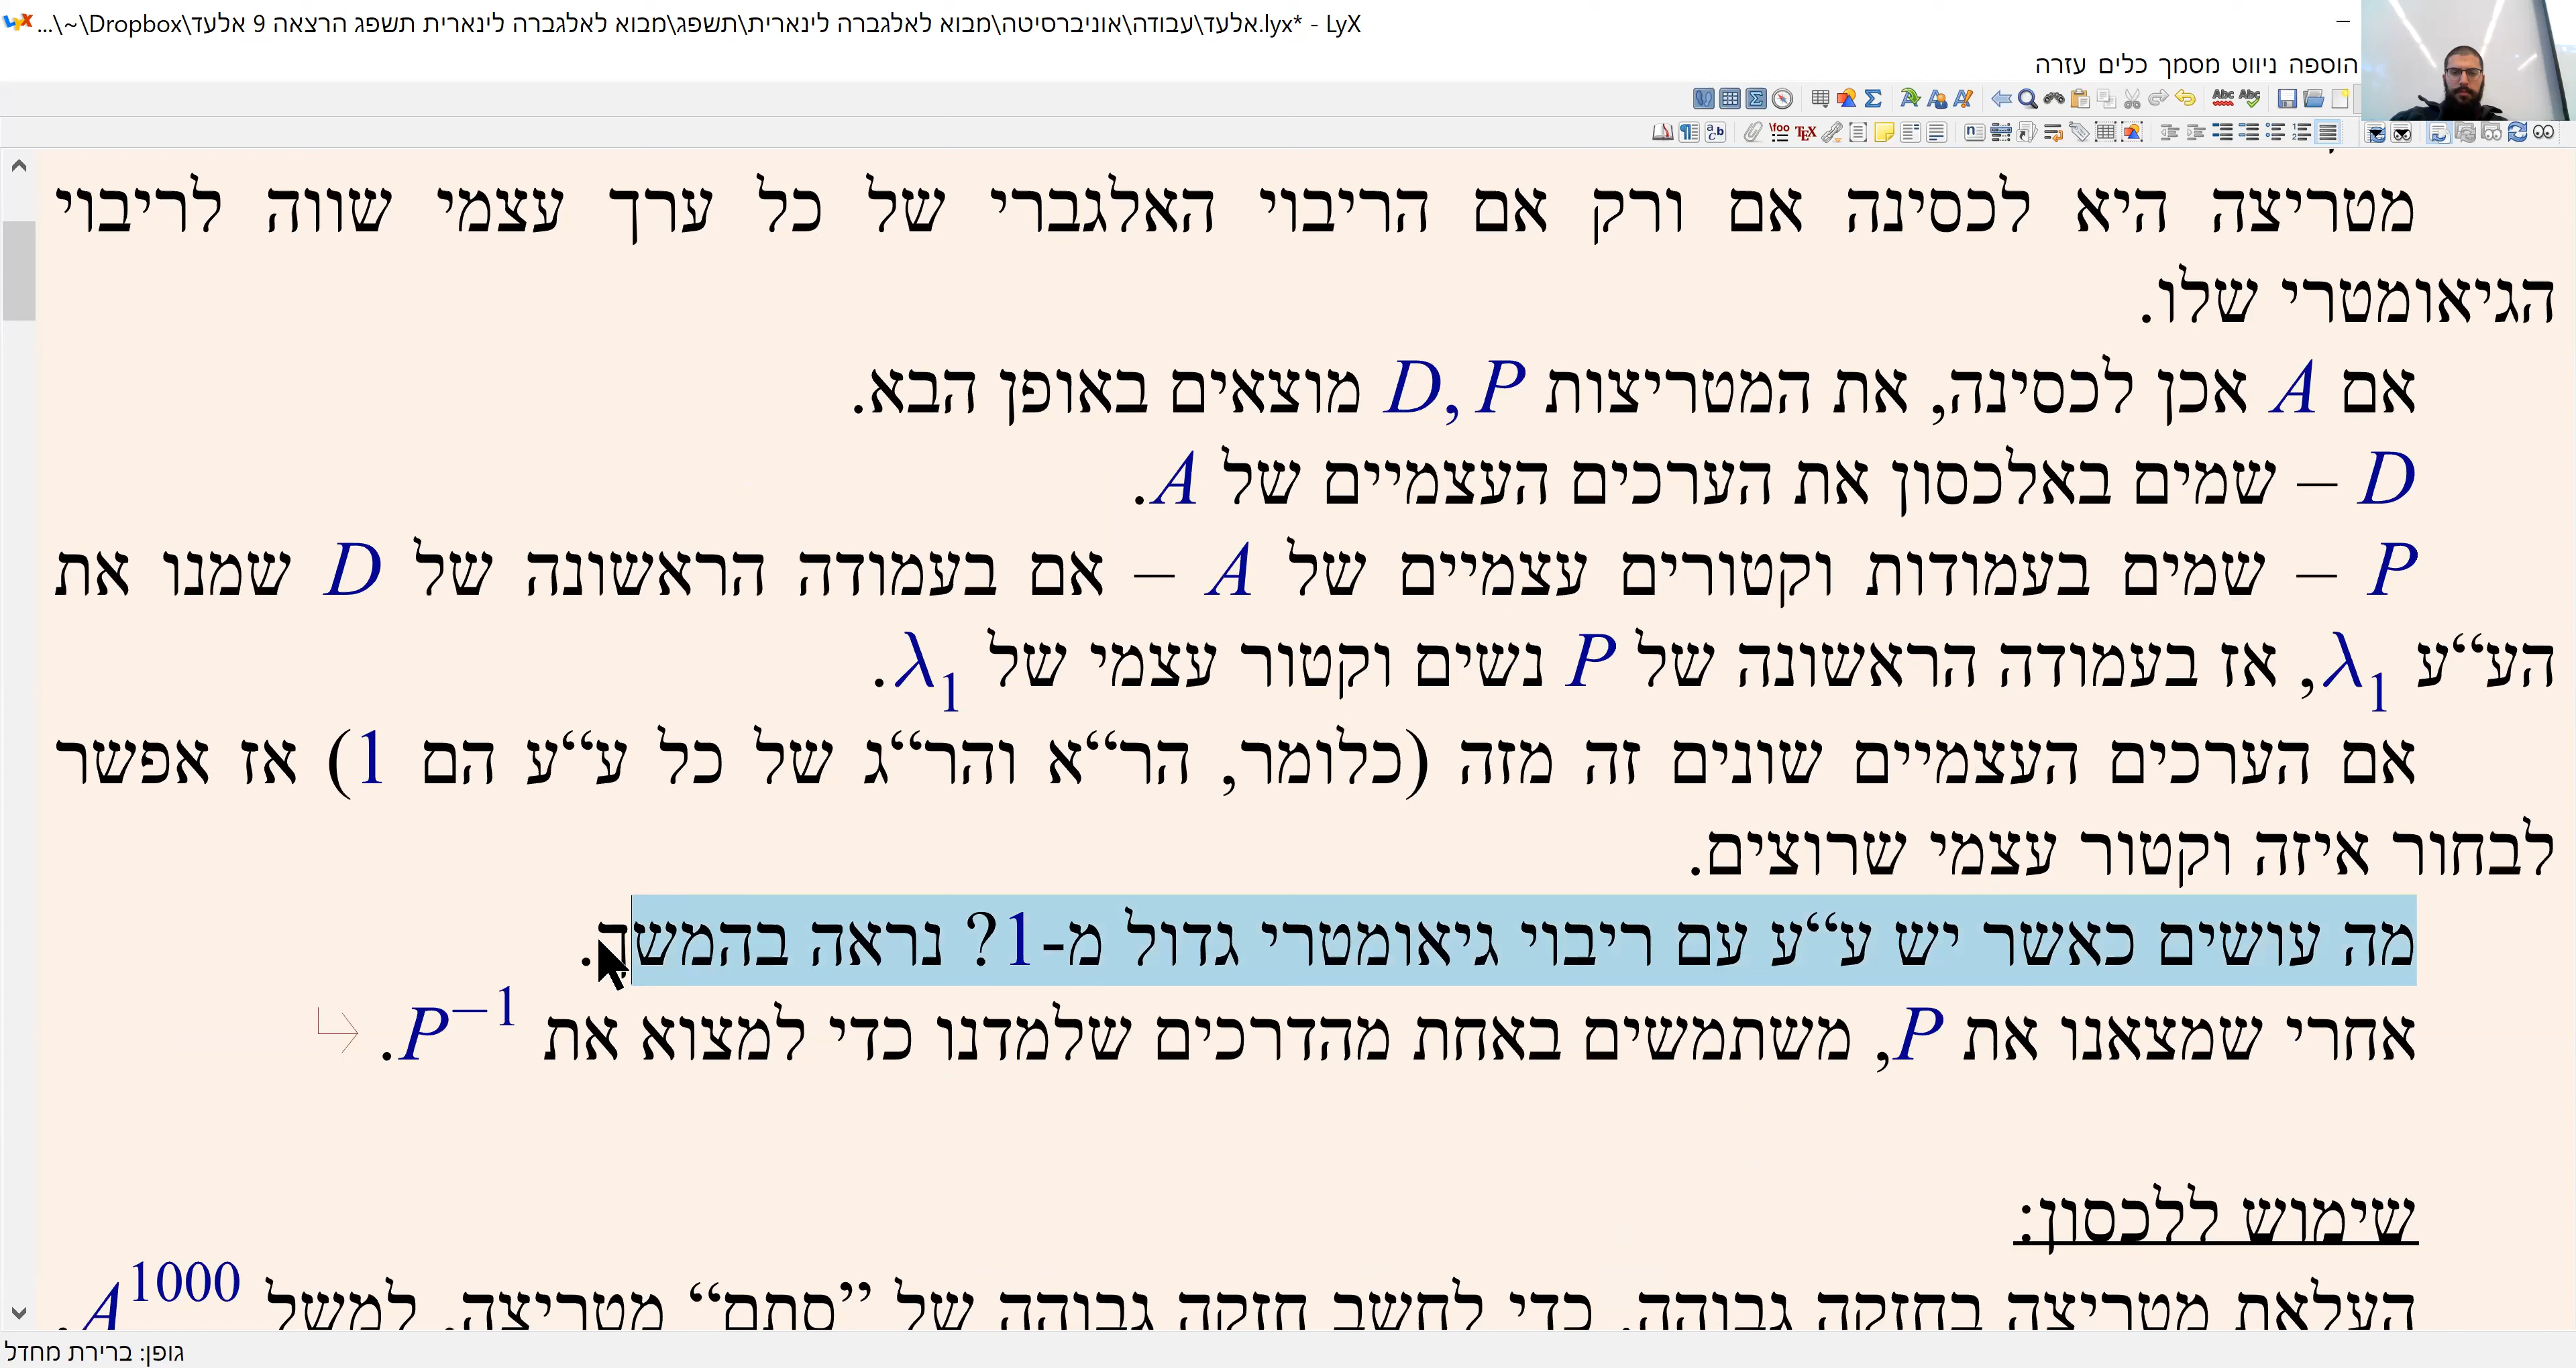 ...\~\Dropbox\אלעד\עבודה\אוניברסיטה\מבוא לאלגברה לינארית\תשפג\מבוא לאלגברה לינארית תשפג הרצאה 9 אלעד.lyx* - LyX
הוספה ניווט מסמך כלים עזרה
מטריצה היא לכסינה אם ורק אם הריבוי האלגברי של כל ערך עצמי שווה לריבוי
הגיאומטרי שלו.
אם A אכן לכסינה, את המטריצות D, P מוצאים באופן הבא.
D – שמים באלכסון את הערכים העצמיים של A.
P – שמים בעמודות וקטורים עצמיים של A – אם בעמודה הראשונה של D שמנו את
הע“ע λ₁, אז בעמודה הראשונה של P נשים וקטור עצמי של λ₁.
אם הערכים העצמיים שונים זה מזה (כלומר, הר“א והר“ג של כל ע“ע הם 1) אז אפשר
לבחור איזה וקטור עצמי שרוצים.
מה עושים כאשר יש ע“ע עם ריבוי גיאומטרי גדול מ-1? נראה בהמשך.
אחרי שמצאנו את P, משתמשים באחת מהדרכים שלמדנו כדי למצוא את P⁻¹.
שימוש ללכסון:
העלאת מטריצה בחזקה גבוהה. כדי לחשב חזקה גבוהה של ”סתם“ מטריצה, למשל A¹⁰⁰⁰.
גופן: ברירת מחדל